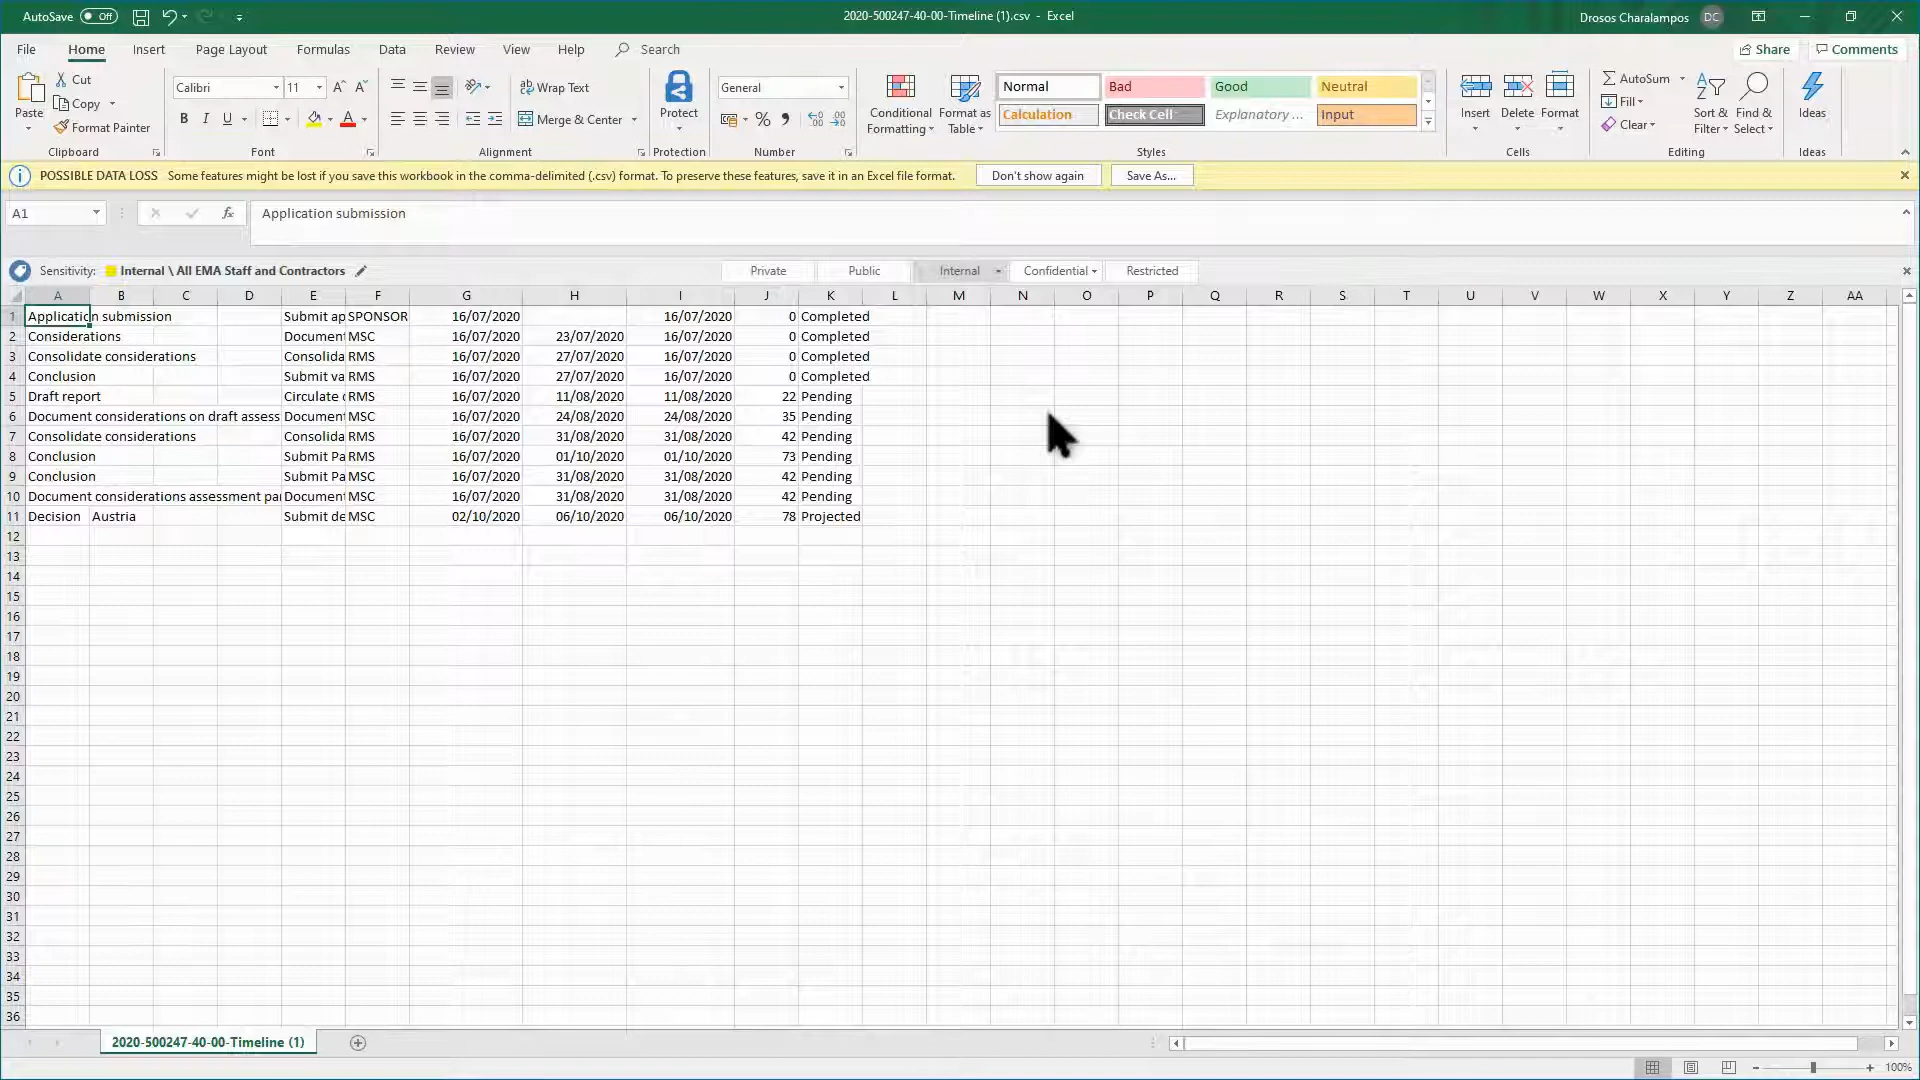 AutoSave Off 2020-500247-40-00-Timeline (1).csv - Excel Drosos Charalampos DC
File Home Insert Page Layout Formulas Data Review View Help Search Share Comments
Paste Cut Copy Format Painter Clipboard
Calibri 11 B I U A Font
Wrap Text Merge & Center Alignment
Protect Protection
General % Number
Conditional Formatting Format as Table
Normal Bad Good Neutral
Calculation Check Cell Explanatory ... Input
Styles
Insert Delete Format Cells
AutoSum Fill Clear Sort & Filter Find & Select Editing
Ideas Ideas
POSSIBLE DATA LOSS Some features might be lost if you save this workbook in the comma-delimited (.csv) format. To preserve these features, save it in an Excel file format. Don't show again Save As...
A1 fx Application submission
Sensitivity: Internal \ All EMA Staff and Contractors Private Public Internal Confidential Restricted
A B C D E F G H I J K L M N O P Q R S T U V W X Y Z AA
1 Application submission Submit ap SPONSOR 16/07/2020 16/07/2020 0 Completed
2 Considerations Document MSC 16/07/2020 23/07/2020 16/07/2020 0 Completed
3 Consolidate considerations Consolida RMS 16/07/2020 27/07/2020 16/07/2020 0 Completed
4 Conclusion Submit va RMS 16/07/2020 27/07/2020 16/07/2020 0 Completed
5 Draft report Circulate RMS 16/07/2020 11/08/2020 11/08/2020 22 Pending
6 Document considerations on draft assess Document MSC 16/07/2020 24/08/2020 24/08/2020 35 Pending
7 Consolidate considerations Consolida RMS 16/07/2020 31/08/2020 31/08/2020 42 Pending
8 Conclusion Submit Pa RMS 16/07/2020 01/10/2020 01/10/2020 73 Pending
9 Conclusion Submit Pa MSC 16/07/2020 31/08/2020 31/08/2020 42 Pending
10 Document considerations assessment pa Document MSC 16/07/2020 31/08/2020 31/08/2020 42 Pending
11 Decision Austria Submit de MSC 02/10/2020 06/10/2020 06/10/2020 78 Projected
12
13
14
15
16
17
18
19
20
21
22
23
24
25
26
27
28
29
30
31
32
33
34
35
36
2020-500247-40-00-Timeline (1)
100%